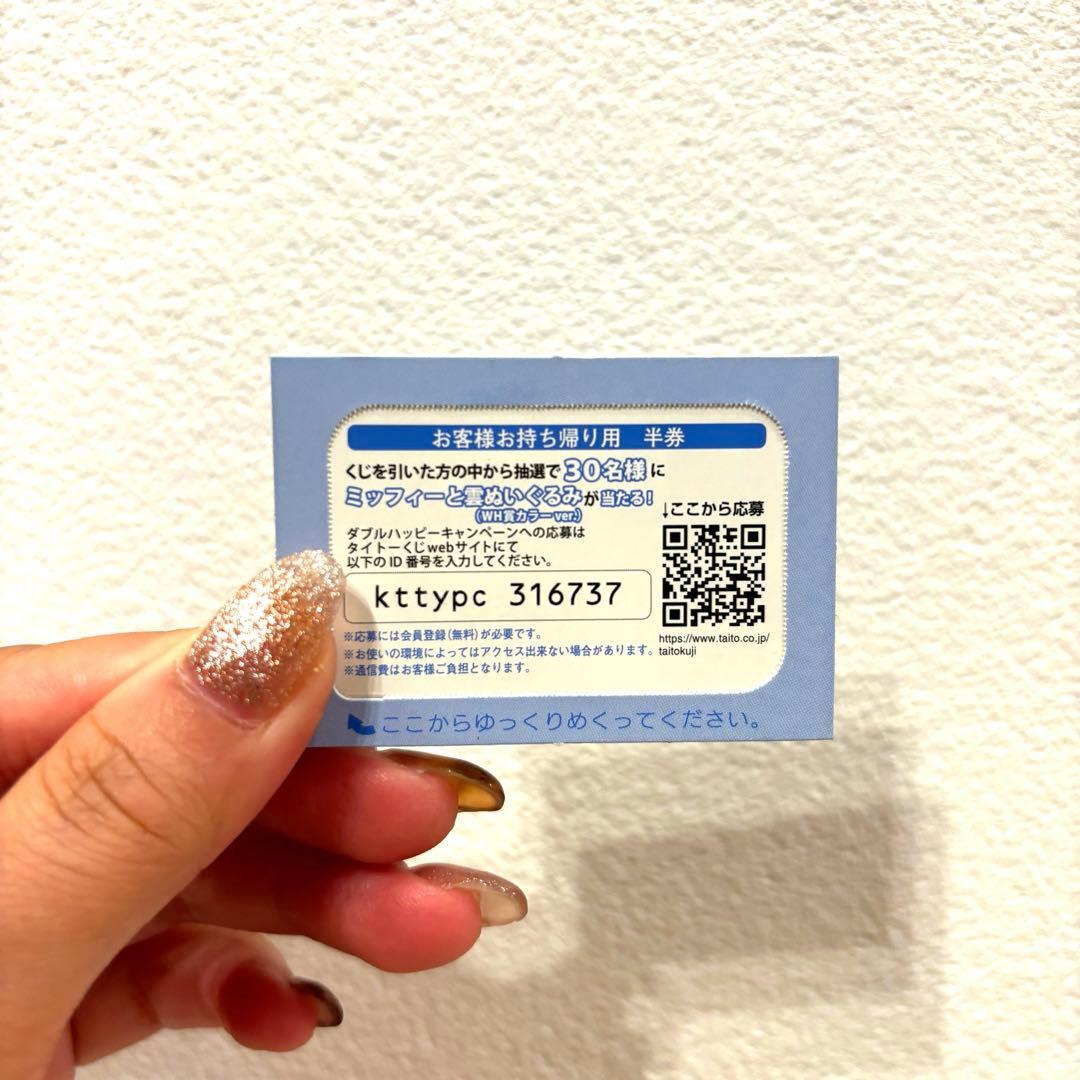 お客様お持ち帰り用 半券
くじを引いた方の中から抽選で30名様に
ミッフィーと雲ぬいぐるみが当たる!
(WH賞カラーver.)
ダブルハッピーキャンペーンへの応募は
タイトーくじwebサイトにて
以下のID番号を入力してください。
kttypc 316737
※応募には会員登録(無料)が必要です。
※お使いの環境によってはアクセス出来ない場合があります。
※通信費はお客様ご負担となります。
↓ここから応募
https://www.taito.co.jp/
taitokuji
ここからゆっくりめくってください。